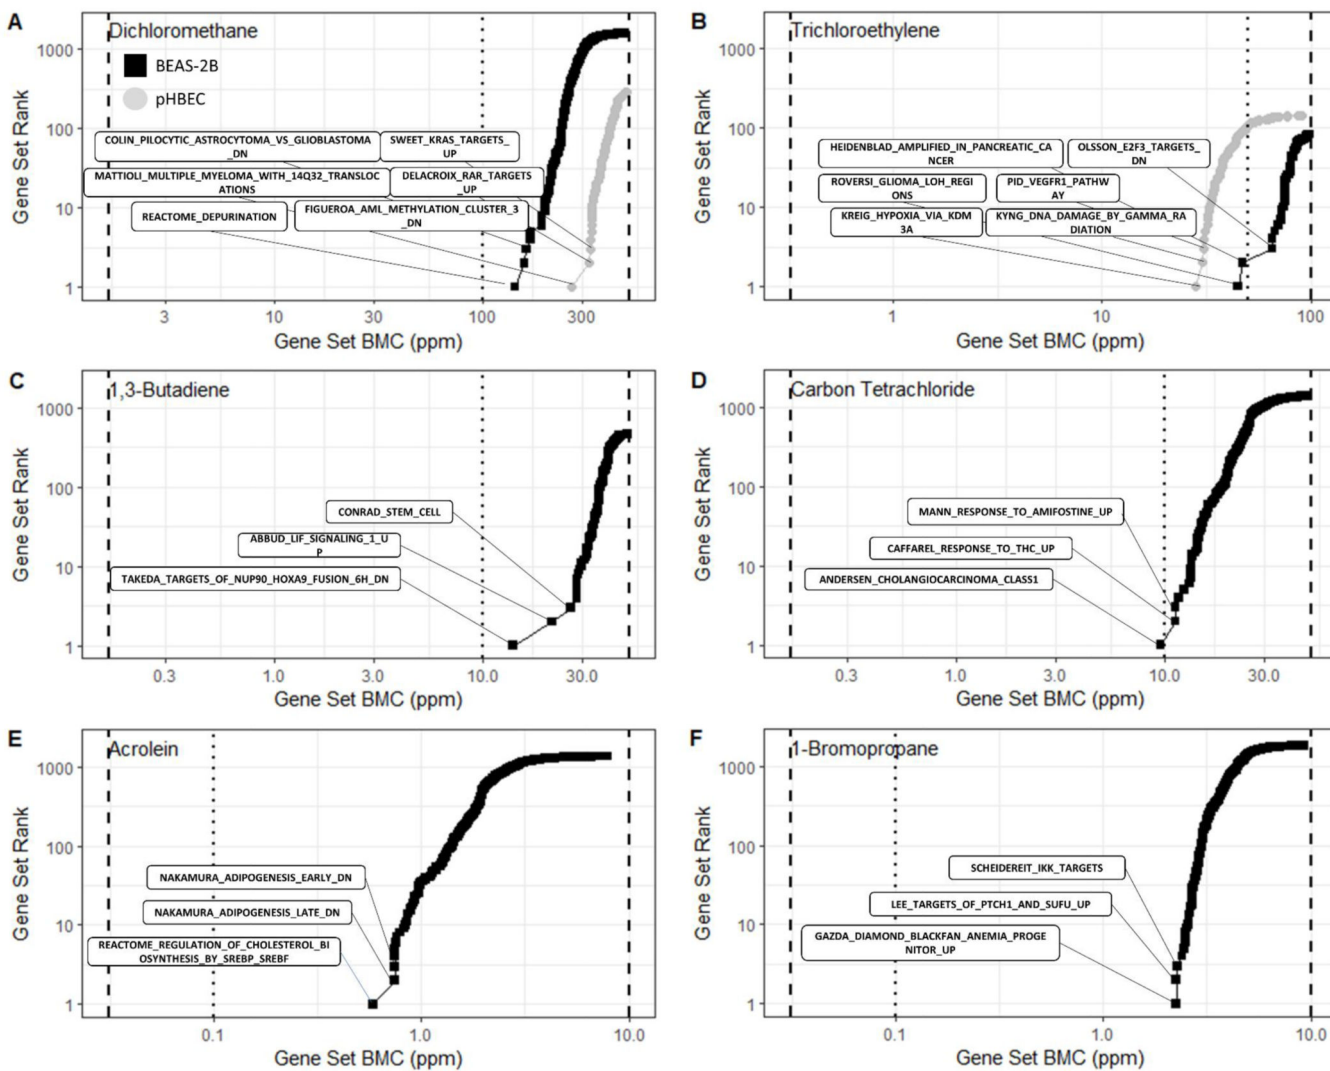 A
Dichloromethane
BEAS-2B
pHBEC
COLIN_PILOCYTIC_ASTROCYTOMA_VS_GLIOBLASTOMA
_DN
SWEET_KRAS_TARGETS_
UP
MATTIOLI_MULTIPLE_MYELOMA_WITH_14Q32_TRANSLOC
ATIONS
DELACROIX_RAR_TARGETS
_UP
REACTOME_DEPURINATION
FIGUEROA_AML_METHYLATION_CLUSTER_3
_DN
Gene Set Rank
1000
100
10
1
3
10
30
100
300
Gene Set BMC (ppm)
B
Trichloroethylene
HEIDENBLAD_AMPLIFIED_IN_PANCREATIC_CA
NCER
OLSSON_E2F3_TARGETS_
DN
ROVERSI_GLIOMA_LOH_REGI
ONS
PID_VEGFR1_PATHW
AY
KREIG_HYPOXIA_VIA_KDM
3A
KYNG_DNA_DAMAGE_BY_GAMMA_RA
DIATION
Gene Set Rank
1000
100
10
1
1
10
100
Gene Set BMC (ppm)
C
1,3-Butadiene
CONRAD_STEM_CELL
ABBUD_LIF_SIGNALING_1_U
P
TAKEDA_TARGETS_OF_NUP90_HOXA9_FUSION_6H_DN
Gene Set Rank
1000
100
10
1
0.3
1.0
3.0
10.0
30.0
Gene Set BMC (ppm)
D
Carbon Tetrachloride
MANN_RESPONSE_TO_AMIFOSTINE_UP
CAFFAREL_RESPONSE_TO_THC_UP
ANDERSEN_CHOLANGIOCARCINOMA_CLASS1
Gene Set Rank
1000
100
10
1
0.3
1.0
3.0
10.0
30.0
Gene Set BMC (ppm)
E
Acrolein
NAKAMURA_ADIPOGENESIS_EARLY_DN
NAKAMURA_ADIPOGENESIS_LATE_DN
REACTOME_REGULATION_OF_CHOLESTEROL_BI
OSYNTHESIS_BY_SREBP_SREBF
Gene Set Rank
1000
100
10
1
0.1
1.0
10.0
Gene Set BMC (ppm)
F
1-Bromopropane
SCHEIDEREIT_IKK_TARGETS
LEE_TARGETS_OF_PTCH1_AND_SUFU_UP
GAZDA_DIAMOND_BLACKFAN_ANEMIA_PROGE
NITOR_UP
Gene Set Rank
1000
100
10
1
0.1
1.0
10.0
Gene Set BMC (ppm)